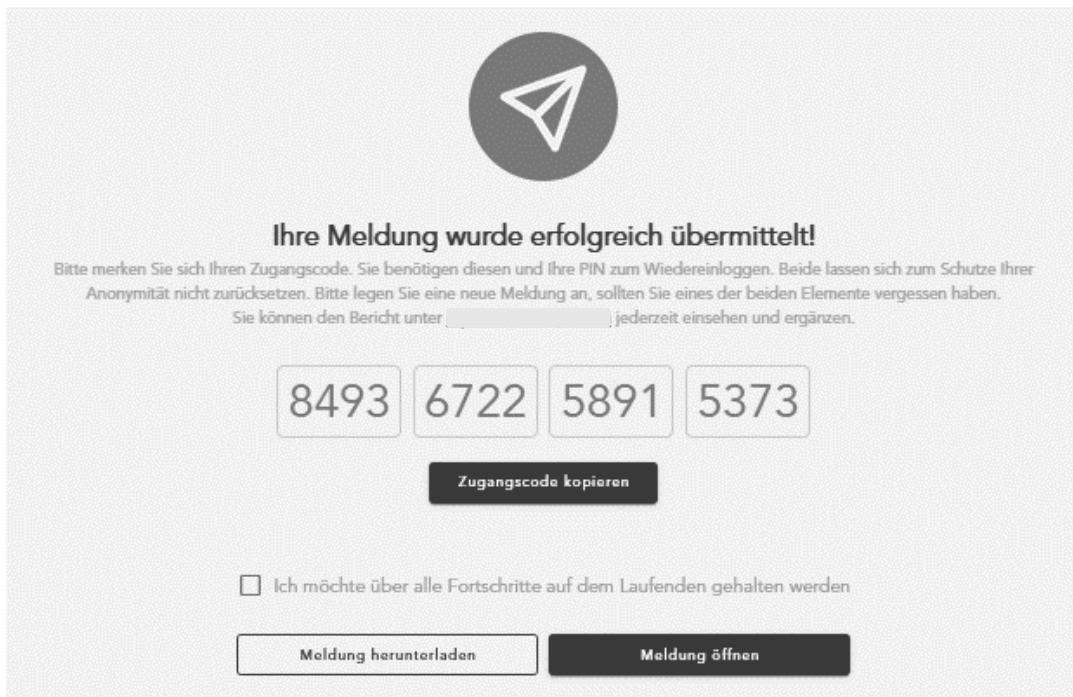 Ihre Meldung wurde erfolgreich übermittelt!
Bitte merken Sie sich Ihren Zugangscode. Sie benötigen diesen und Ihre PIN zum Wiedereinloggen. Beide lassen sich zum Schutze Ihrer
Anonymität nicht zurücksetzen. Bitte legen Sie eine neue Meldung an, sollten Sie eines der beiden Elemente vergessen haben.
Sie können den Bericht unter jederzeit einsehen und ergänzen.
8493 6722 5891 5373
Zugangscode kopieren
Ich möchte über alle Fortschritte auf dem Laufenden gehalten werden
Meldung herunterladen Meldung öffnen